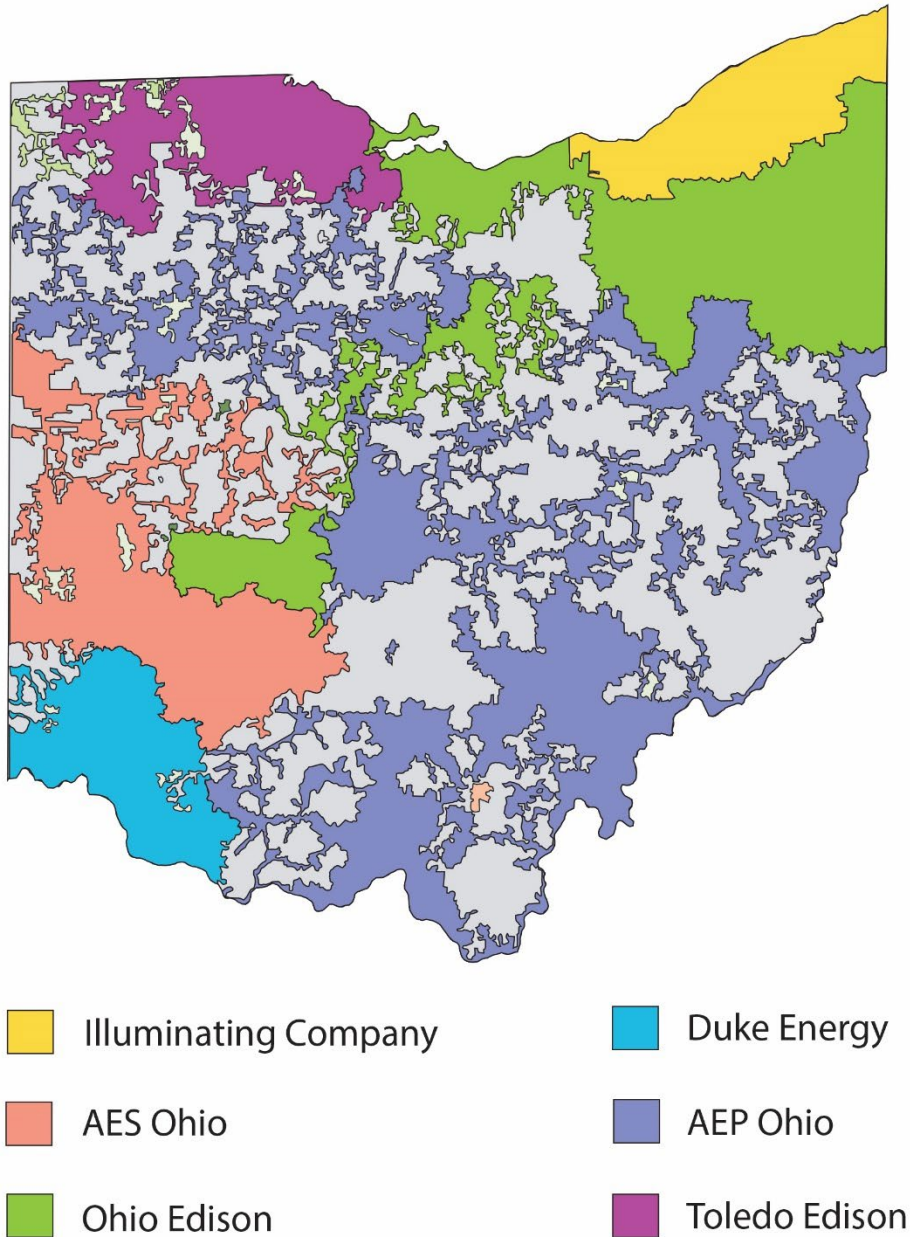 Illuminating Company
Duke Energy
AES Ohio
AEP Ohio
Ohio Edison
Toledo Edison